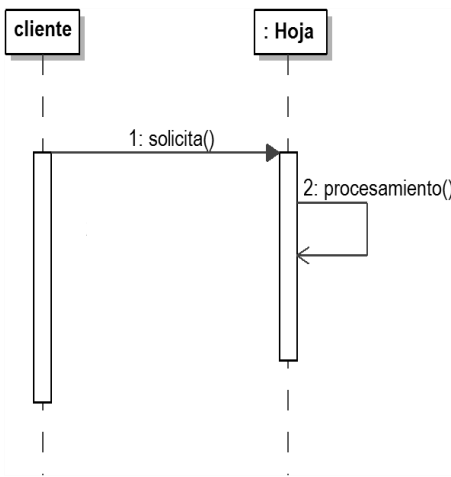 cliente
: Hoja
1: solicita()
2: procesamiento()